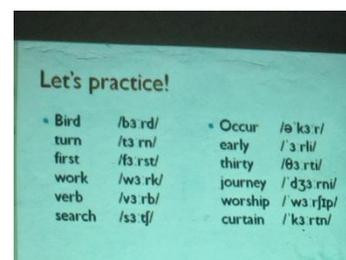 Let's practice!
• Bird /bɜːrd/
turn /tɜːrn/
first /fɜːrst/
work /wɜːrk/
verb /vɜːrb/
search /sɜːtʃ/
• Occur /əˈkɜːr/
early /ˈɜːrli/
thirty /θɜːrti/
journey /ˈdʒɜːrni/
worship /ˈwɜːrʃɪp/
curtain /ˈkɜːrtn/